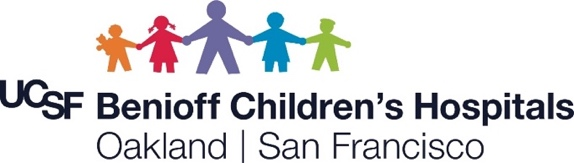 UCSF Benioff Children's Hospitals
Oakland | San Francisco